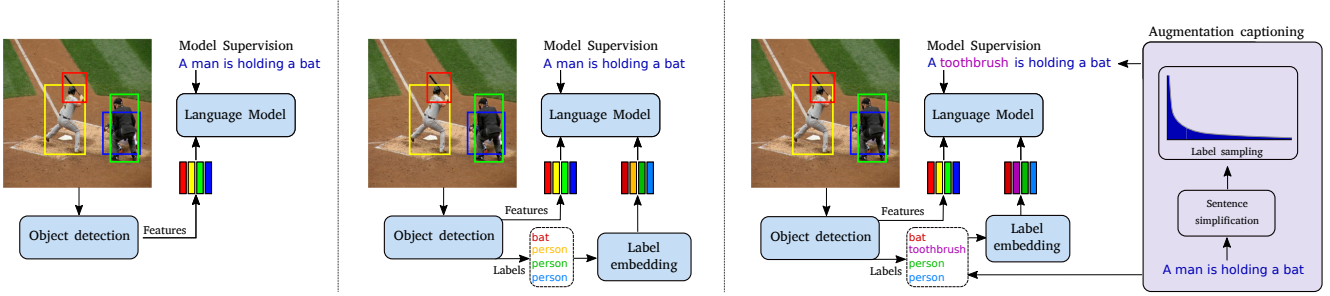 Model Supervision
A man is holding a bat
Language Model
Object detection
Features
Model Supervision
A man is holding a bat
Language Model
Features
Object detection
Labels
bat
person
person
person
Label
embedding
Model Supervision
A toothbrush is holding a bat
Language Model
Features
Object detection
Labels
bat
toothbrush
person
person
Label
embedding
Augmentation captioning
Label sampling
Sentence
simplification
A man is holding a bat